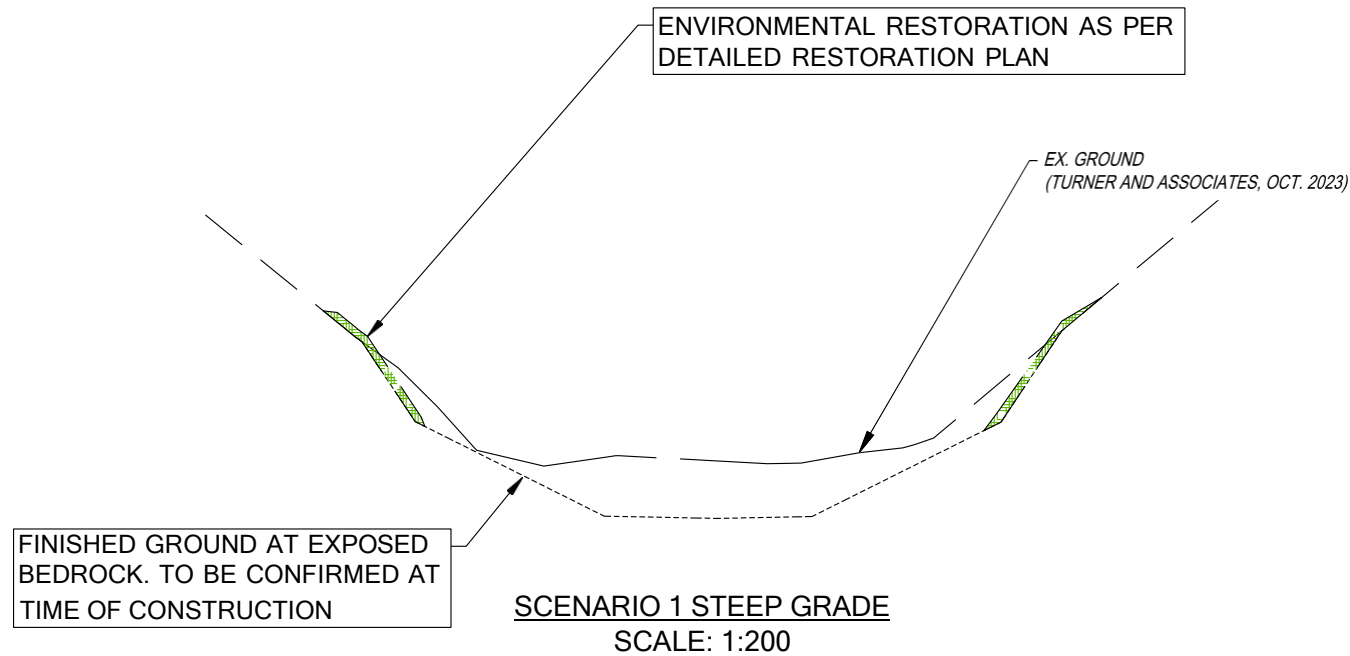 ENVIRONMENTAL RESTORATION AS PER
DETAILED RESTORATION PLAN
EX. GROUND
(TURNER AND ASSOCIATES, OCT. 2023)
FINISHED GROUND AT EXPOSED
BEDROCK. TO BE CONFIRMED AT
TIME OF CONSTRUCTION
SCENARIO 1 STEEP GRADE
SCALE: 1:200